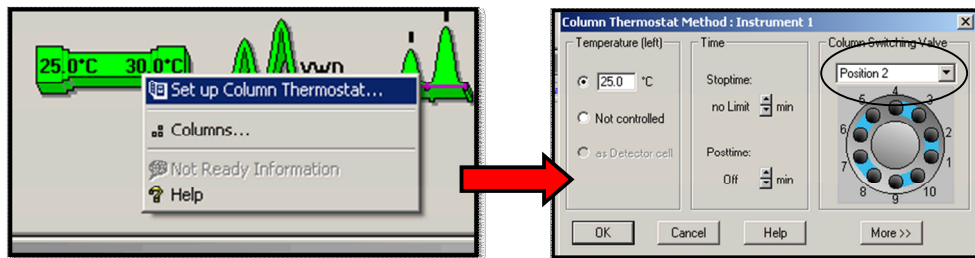 25.0°C 30.0°C
VWD
Set up Column Thermostat...
Columns...
Not Ready Information
Help
Column Thermostat Method : Instrument 1
Temperature (left)
25.0 °C
Not controlled
as Detector cell
Time
Stoptime:
no Limit min
Posttime:
Off min
Column Switching Valve
Position 2
5 4 3
6 2
7 1
8 9 10
OK Cancel Help More >>